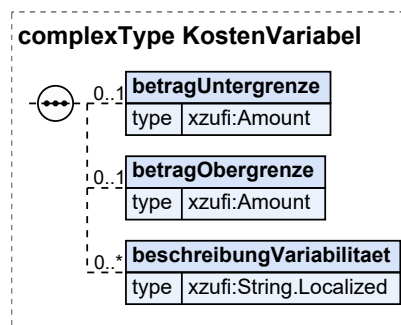 complexType KostenVariabel
0..1 betragUntergrenze
type xzufi:Amount
0..1 betragObergrenze
type xzufi:Amount
0..* beschreibungVariabilitaet
type xzufi:String.Localized